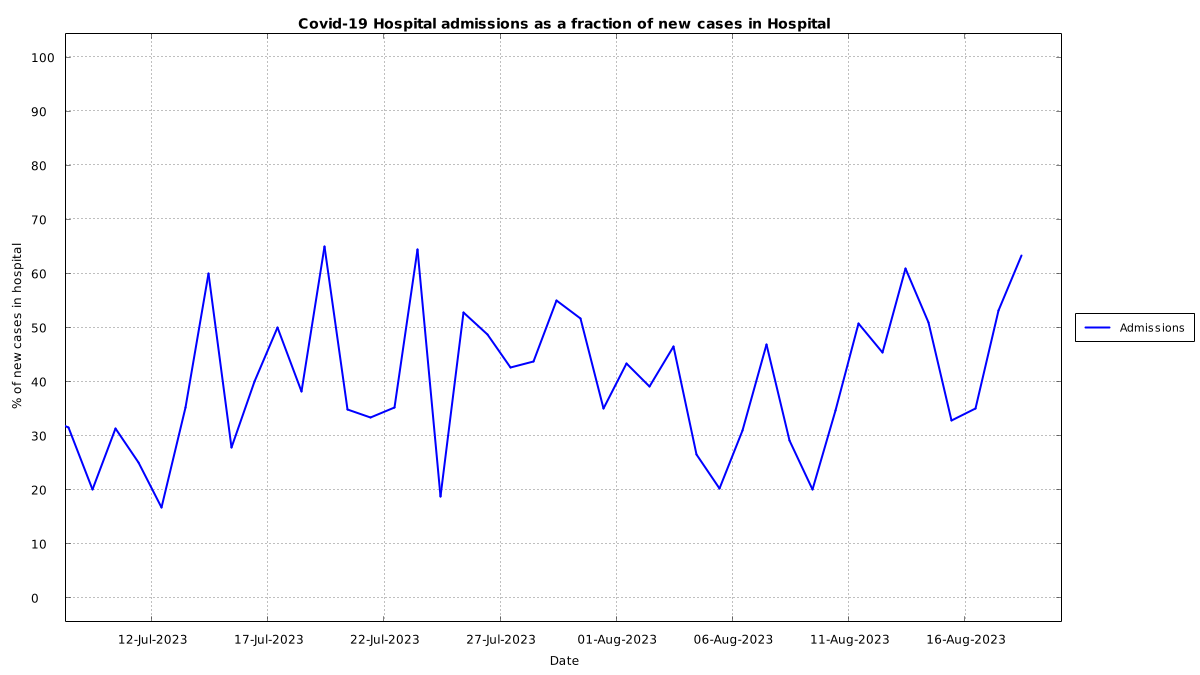 Covid-19 Hospital admissions as a fraction of new cases in Hospital
100
90
80
70
60
50
40
30
20
10
0
% of new cases in hospital
12-Jul-2023 17-Jul-2023 22-Jul-2023 27-Jul-2023 01-Aug-2023 06-Aug-2023 11-Aug-2023 16-Aug-2023
Date
Admissions